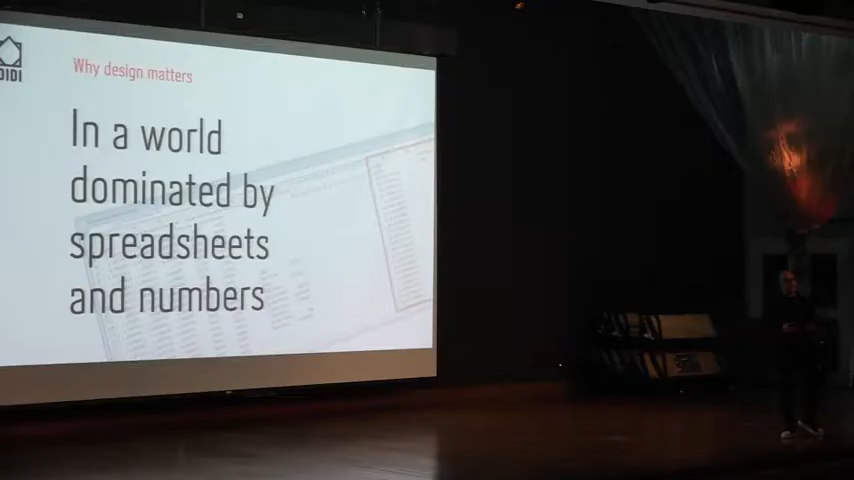 DIDI
Why design matters
In a world
dominated by
spreadsheets
and numbers